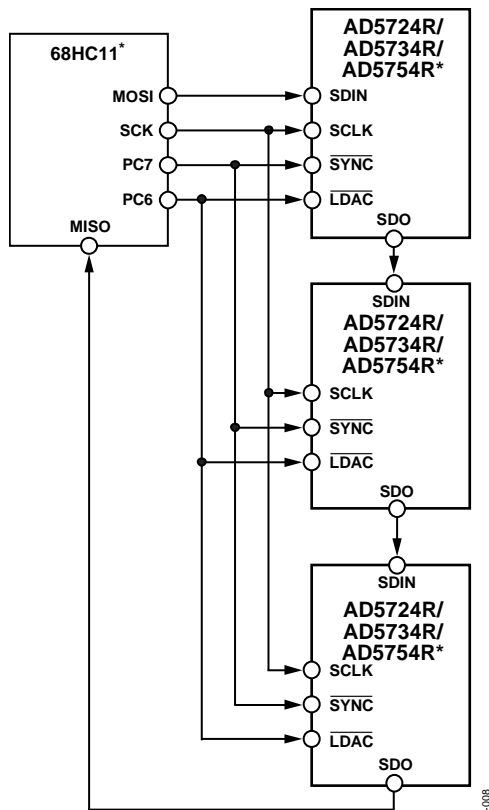 68HC11*
MOSI
SCK
PC7
PC6
MISO
AD5724R/
AD5734R/
AD5754R*
SDIN
SCLK
SYNC
LDAC
SDO
SDIN
AD5724R/
AD5734R/
AD5754R*
SCLK
SYNC
LDAC
SDO
SDIN
AD5724R/
AD5734R/
AD5754R*
SCLK
SYNC
LDAC
SDO
-008